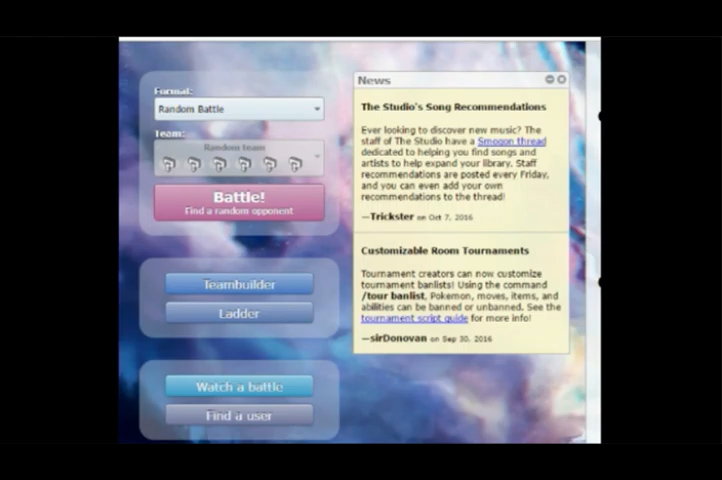 Format:
Random Battle
Team:
Random team
Battle!
Find a random opponent
Teambuilder
Ladder
Watch a battle
Find a user
News
The Studio's Song Recommendations
Ever looking to discover new music? The
staff of The Studio have a Smogon thread
dedicated to helping you find songs and
artists to help expand your library. Staff
recommendations are posted every Friday,
and you can even add your own
recommendations to the thread!
—Trickster on Oct 7, 2016
Customizable Room Tournaments
Tournament creators can now customize
tournament banlists! Using the command
/tour banlist, Pokemon, moves, items, and
abilities can be banned or unbanned. See the
tournament script guide for more info!
—sirDonovan on Sep 30, 2016